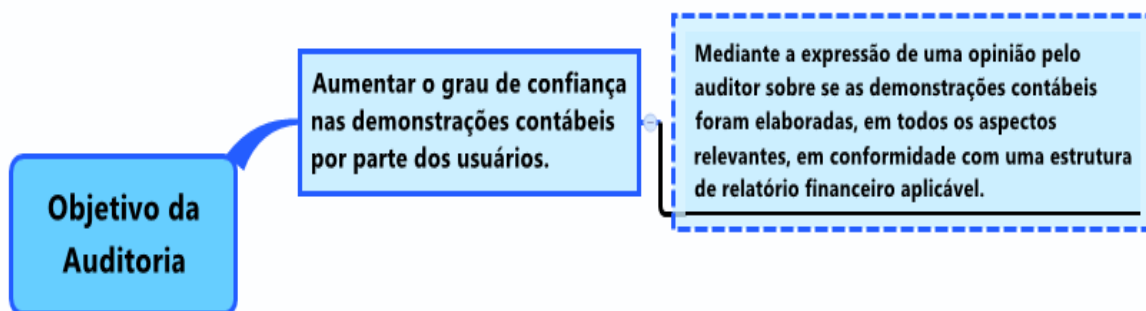 Objetivo da
Auditoria
Aumentar o grau de confiança
nas demonstrações contábeis
por parte dos usuários.
Mediante a expressão de uma opinião pelo
auditor sobre se as demonstrações contábeis
foram elaboradas, em todos os aspectos
relevantes, em conformidade com uma estrutura
de relatório financeiro aplicável.